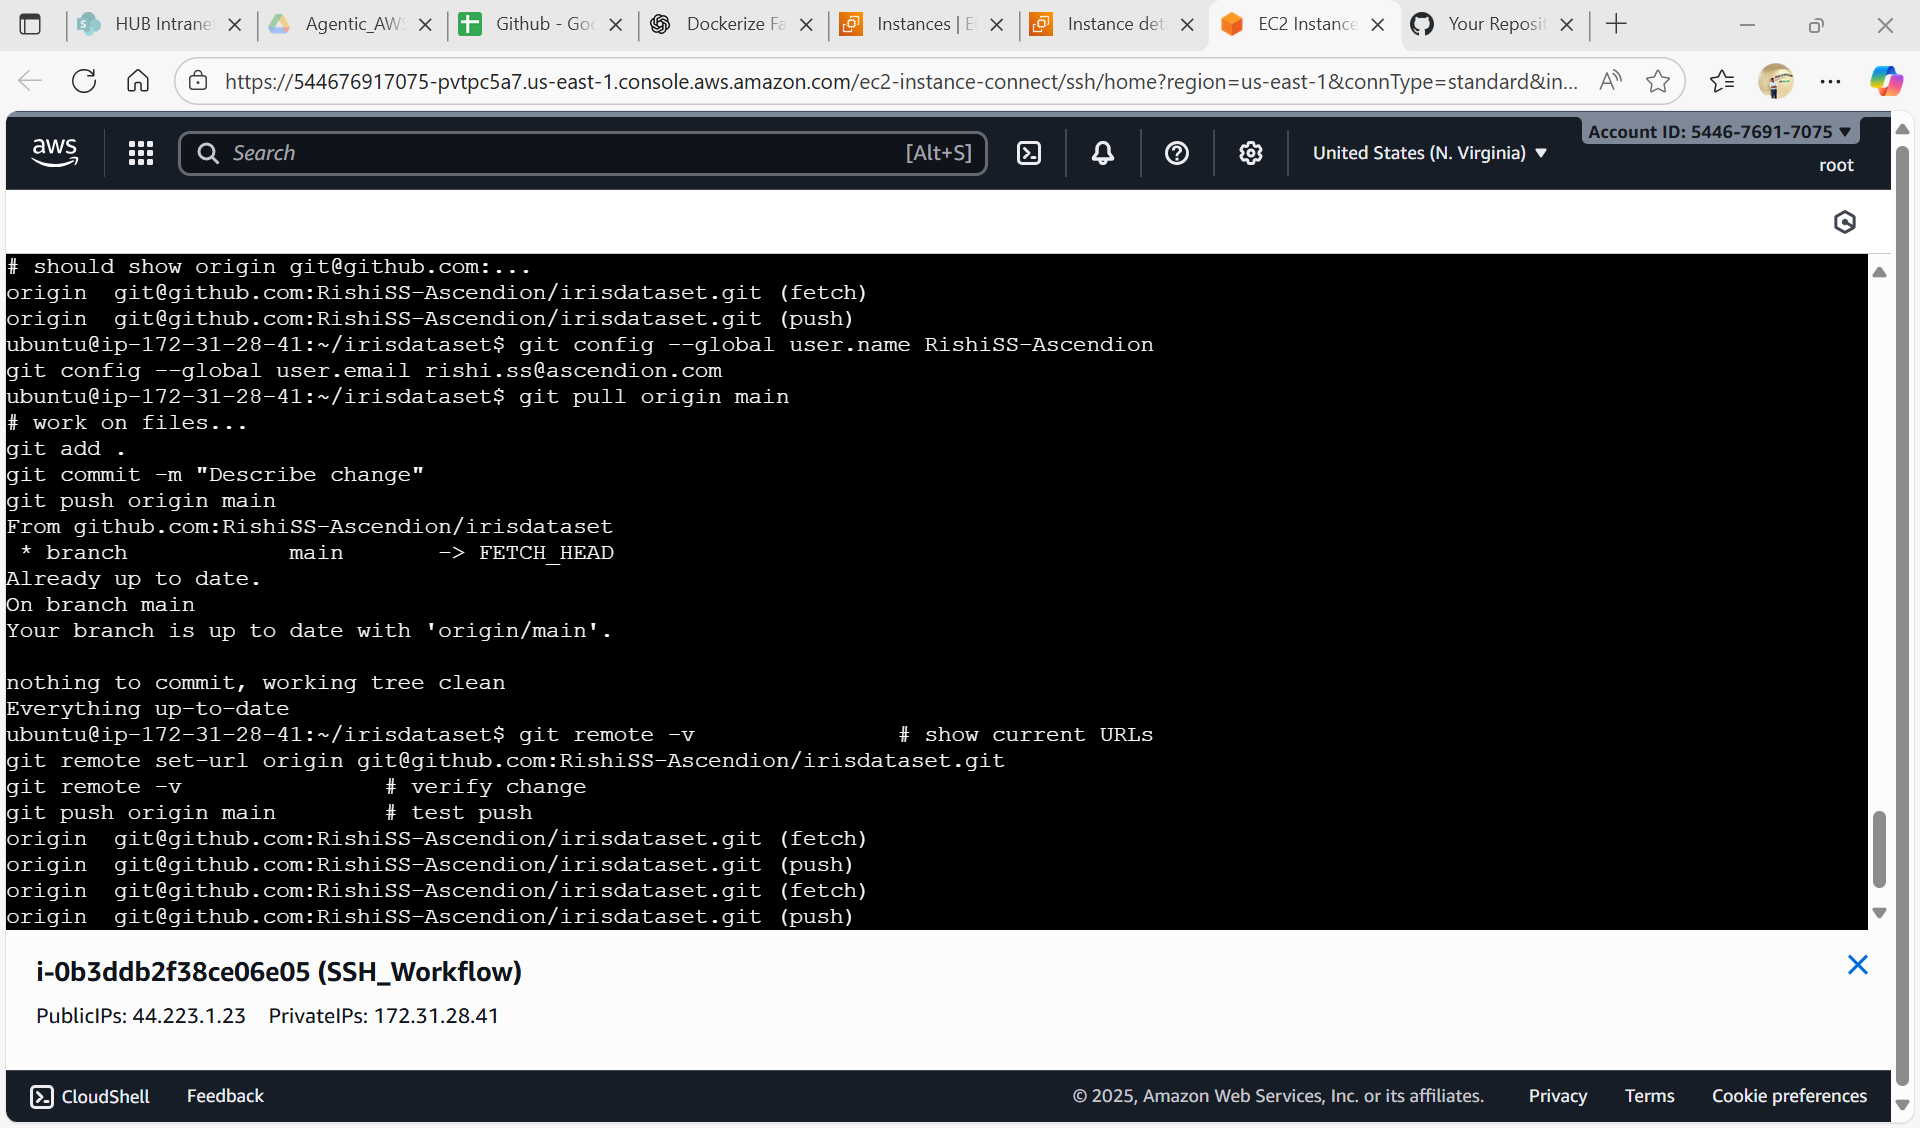 HUB Intrane
Agentic_AW
Github - Goo
Dockerize Fa
Instances | E
Instance det
EC2 Instance
Your Reposit
https://544676917075-pvtpc5a7.us-east-1.console.aws.amazon.com/ec2-instance-connect/ssh/home?region=us-east-1&connType=standard&in...
aws
Search
[Alt+S]
United States (N. Virginia)
Account ID: 5446-7691-7075
root
# should show origin git@github.com:...
origin  git@github.com:RishiSS-Ascendion/irisdataset.git (fetch)
origin  git@github.com:RishiSS-Ascendion/irisdataset.git (push)
ubuntu@ip-172-31-28-41:~/irisdataset$ git config --global user.name RishiSS-Ascendion
git config --global user.email rishi.ss@ascendion.com
ubuntu@ip-172-31-28-41:~/irisdataset$ git pull origin main
# work on files...
git add .
git commit -m "Describe change"
git push origin main
From github.com:RishiSS-Ascendion/irisdataset
 * branch            main       -> FETCH_HEAD
Already up to date.
On branch main
Your branch is up to date with 'origin/main'.
nothing to commit, working tree clean
Everything up-to-date
ubuntu@ip-172-31-28-41:~/irisdataset$ git remote -v               # show current URLs
git remote set-url origin git@github.com:RishiSS-Ascendion/irisdataset.git
git remote -v               # verify change
git push origin main        # test push
origin  git@github.com:RishiSS-Ascendion/irisdataset.git (fetch)
origin  git@github.com:RishiSS-Ascendion/irisdataset.git (push)
origin  git@github.com:RishiSS-Ascendion/irisdataset.git (fetch)
origin  git@github.com:RishiSS-Ascendion/irisdataset.git (push)
i-0b3ddb2f38ce06e05 (SSH_Workflow)
PublicIPs: 44.223.1.23    PrivateIPs: 172.31.28.41
CloudShell
Feedback
© 2025, Amazon Web Services, Inc. or its affiliates.
Privacy
Terms
Cookie preferences